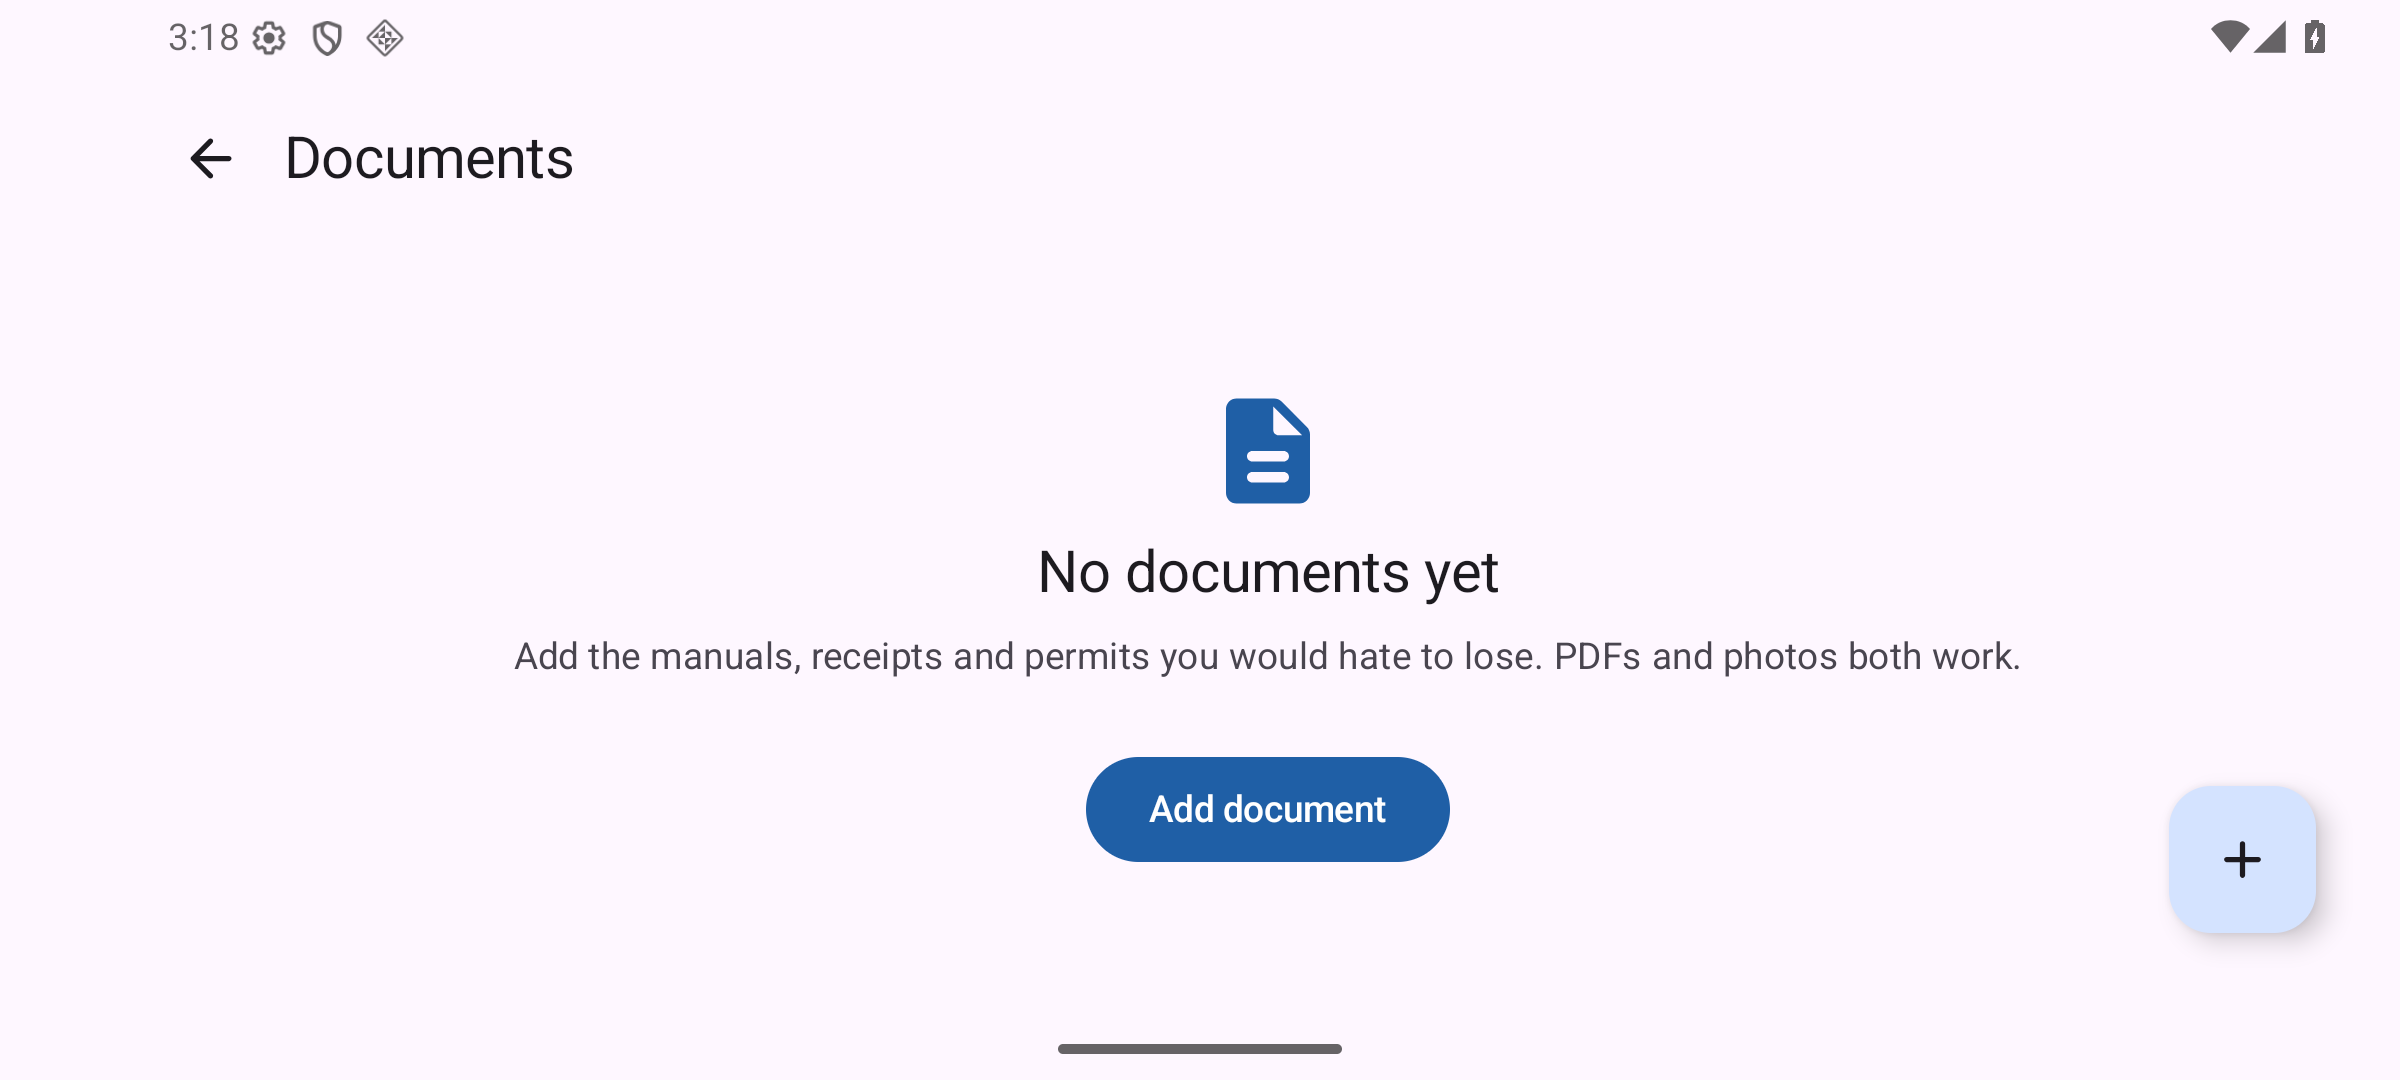 3:18
Documents
No documents yet
Add the manuals, receipts and permits you would hate to lose. PDFs and photos both work.
Add document